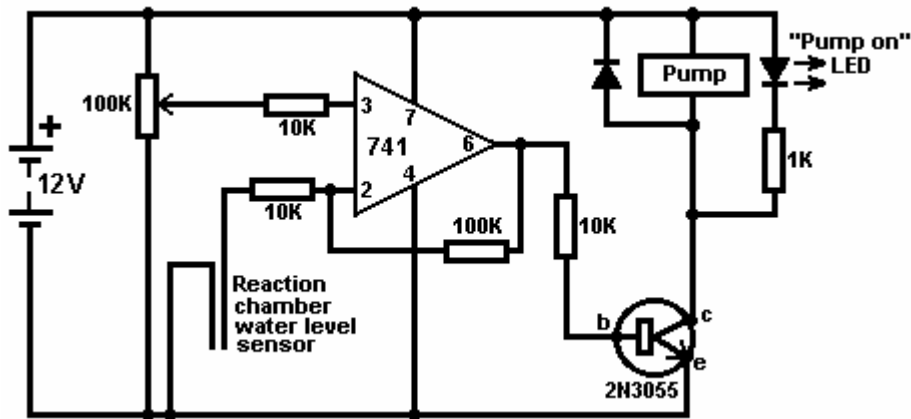 "Pump on"
LED
Pump
100K
10K
3
7
741
6
+
12V
4
2
10K
100K
10K
1K
Reaction
chamber
water level
sensor
b
c
e
2N3055